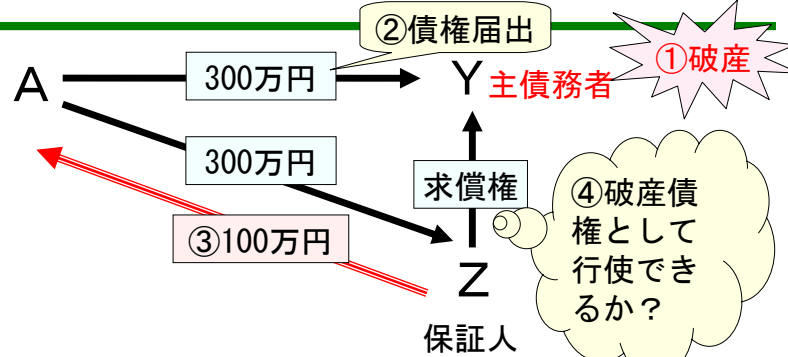 ②債権届出
①破産
A
300万円
Y
主債務者
300万円
求償権
③100万円
④破産債
権として
行使でき
るか？
Z
保証人